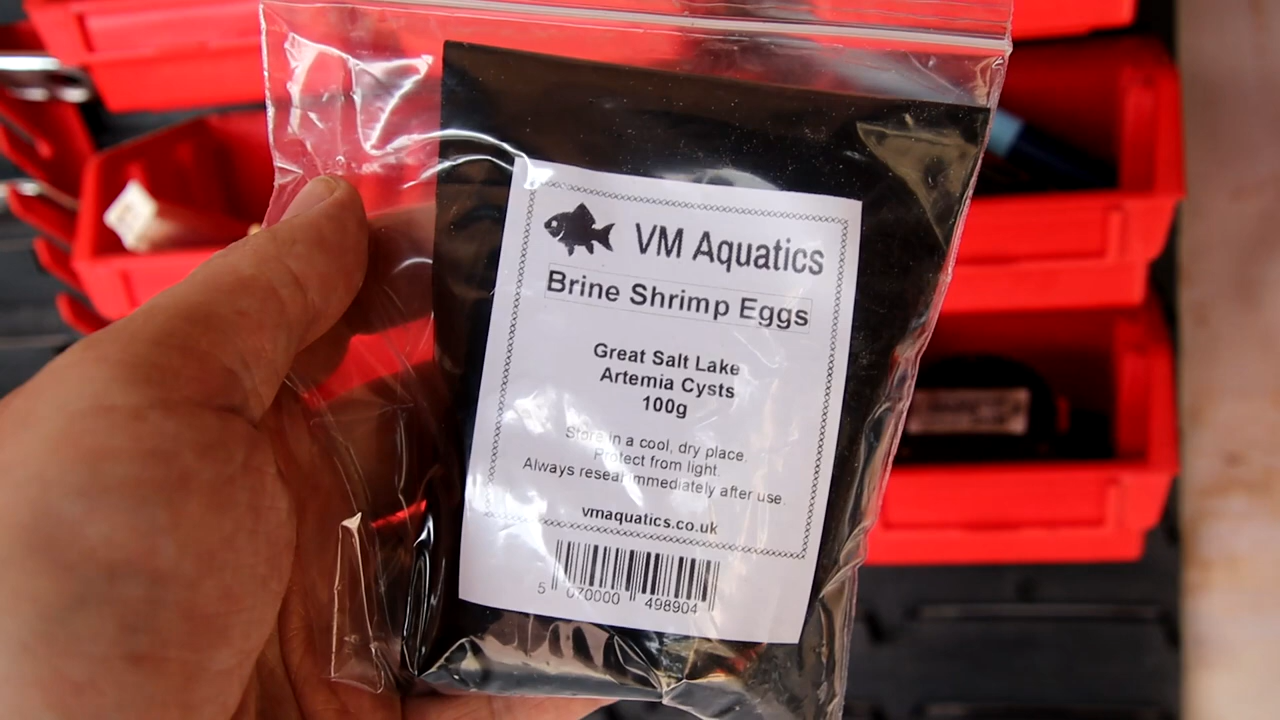 VM Aquatics
Brine Shrimp Eggs
Great Salt Lake
Artemia Cysts
100g
Store in a cool, dry place.
Protect from light.
Always reseal immediately after use.
vmaquatics.co.uk
5 070000 498904